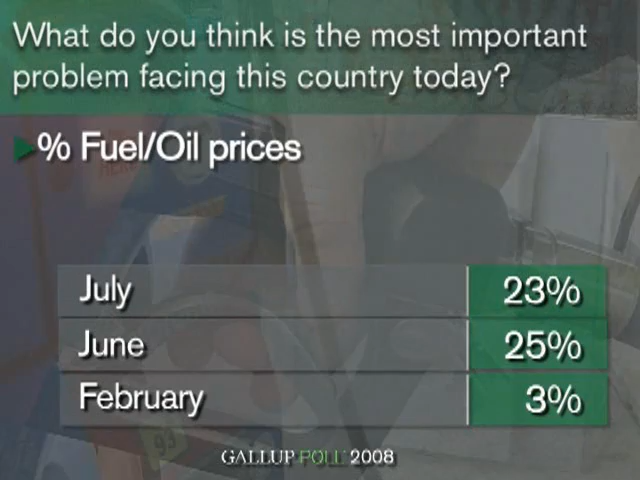 What do you think is the most important
problem facing this country today?
% Fuel/Oil prices
July 23%
June 25%
February 3%
93
GALLUP POLL 2008